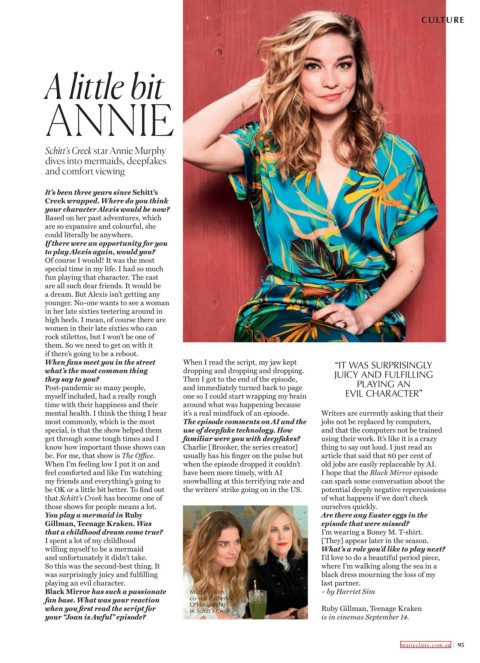 CULTURE
A little bit
ANNIE
Schitt's Creek star Annie Murphy
dives into mermaids, deepfakes
and comfort viewing
It's been three years since Schitt's
Creek wrapped. Where do you think
your character Alexis would be now?
Based on her past adventures, which
are so expansive and colourful, she
could literally be anywhere.
If there were an opportunity for you
to play Alexis again, would you?
Of course I would! It was the most
special time in my life. I had so much
fun playing that character. The cast
are all such dear friends. It would be
a dream. But Alexis isn't getting any
younger. No-one wants to see a woman
in her late sixties teetering around in
high heels. I mean, of course there are
women in their late sixties who can
rock stilettos, but I won't be one of
them. So we need to get on with it
if there's going to be a reboot.
When fans meet you in the street
what's the most common thing
they say to you?
Post-pandemic so many people,
myself included, had a really rough
time with their happiness and their
mental health. I think the thing I hear
most commonly, which is the most
special, is that the show helped them
get through some tough times and I
know how important those shows can
be. For me, that show is The Office.
When I'm feeling low I put it on and
feel comforted and like I'm watching
my friends and everything's going to
be OK or a little bit better. To find out
that Schitt's Creek has become one of
those shows for people means a lot.
You play a mermaid in Ruby
Gillman, Teenage Kraken. Was
that a childhood dream come true?
I spent a lot of my childhood
willing myself to be a mermaid
and unfortunately it didn't take.
So this was the second-best thing. It
was surprisingly juicy and fulfilling
playing an evil character.
Black Mirror has such a passionate
fan base. What was your reaction
when you first read the script for
your "Joan is Awful" episode?
When I read the script, my jaw kept
dropping and dropping and dropping.
Then I got to the end of the episode,
and immediately turned back to page
one so I could start wrapping my brain
around what was happening because
it's a real mindfuck of an episode.
The episode comments on AI and the
use of deepfake technology. How
familiar were you with deepfakes?
Charlie [Brooker, the series creator]
usually has his finger on the pulse but
when the episode dropped it couldn't
have been more timely, with AI
snowballing at this terrifying rate and
the writers' strike going on in the US.
co-star Catherine
in Schitt's Creek.
"IT WAS SURPRISINGLY
JUICY AND FULFILLING
PLAYING AN
EVIL CHARACTER"
Writers are currently asking that their
jobs not be replaced by computers,
and that the computers not be trained
using their work. It's like it is a crazy
thing to say out loud. I just read an
article that said that 80 per cent of
old jobs are easily replaceable by AI.
I hope that the Black Mirror episode
can spark some conversation about the
potential deeply negative repercussions
of what happens if we don't check
ourselves quickly.
Are there any Easter eggs in the
episode that were missed?
I'm wearing a Boney M. T-shirt.
[They] appear later in the season.
What's a role you'd like to play next?
I'd love to do a beautiful period piece,
where I'm walking along the sea in a
black dress mourning the loss of my
last partner.
– by Harriet Sim
Ruby Gillman, Teenage Kraken
is in cinemas September 14.
marieclaire.com.au | 95